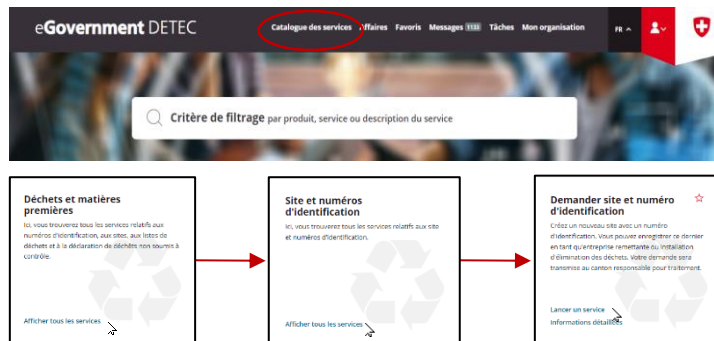 eGovernment DETEC
Catalogue des services Affaires Favoris Messages 1133 Tâches Mon organisation FR
Critère de filtrage par produit, service ou description du service
Déchets et matières
premières
Ici, vous trouverez tous les services relatifs aux
numéros d'identification, aux sites, aux listes de
déchets et à la déclaration de déchets non soumis à
contrôle.
Afficher tous les services
Site et numéros
d'identification
Ici, vous trouverez tous les services relatifs aux site
et numéros d'identification.
Afficher tous les services
Demander site et numéro
d'identification
Créez un nouveau site avec un numéro
d'identification. Vous pouvez enregistrer ce dernier
en tant qu'entreprise remettante ou installation
d'élimination des déchets. Votre demande sera
transmise au canton responsable pour traitement.
Lancer un service
Informations détaillées